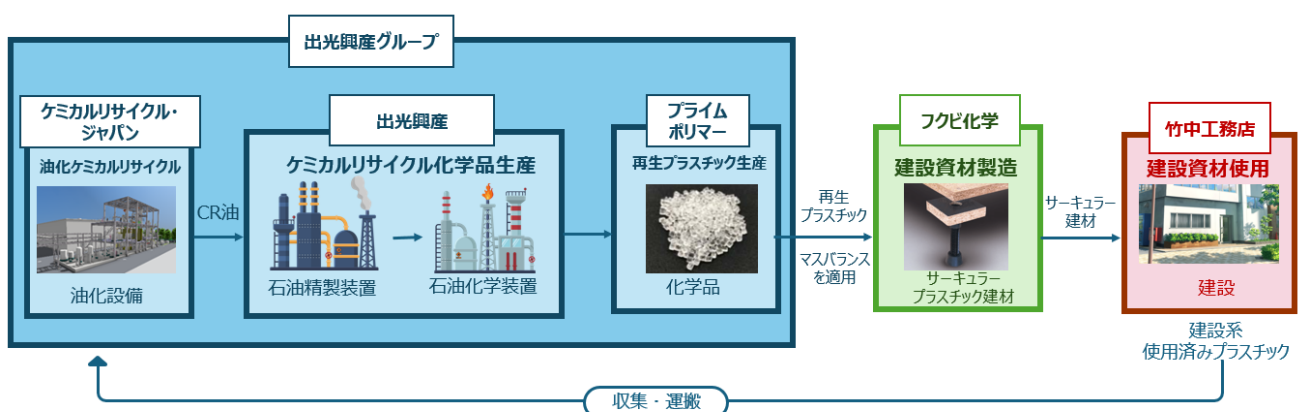 出光興産グループ
ケミカルリサイクル・
ジャパン
油化ケミカルリサイクル
油化設備
CR油
出光興産
ケミカルリサイクル化学品生産
石油精製装置
石油化学装置
プライム
ポリマー
再生プラスチック生産
化学品
再生
プラスチック
マスバランス
を適用
フクビ化学
建設資材製造
サーキュラー
プラスチック建材
サーキュラー
建材
竹中工務店
建設資材使用
建設
建設系
使用済みプラスチック
収集・運搬